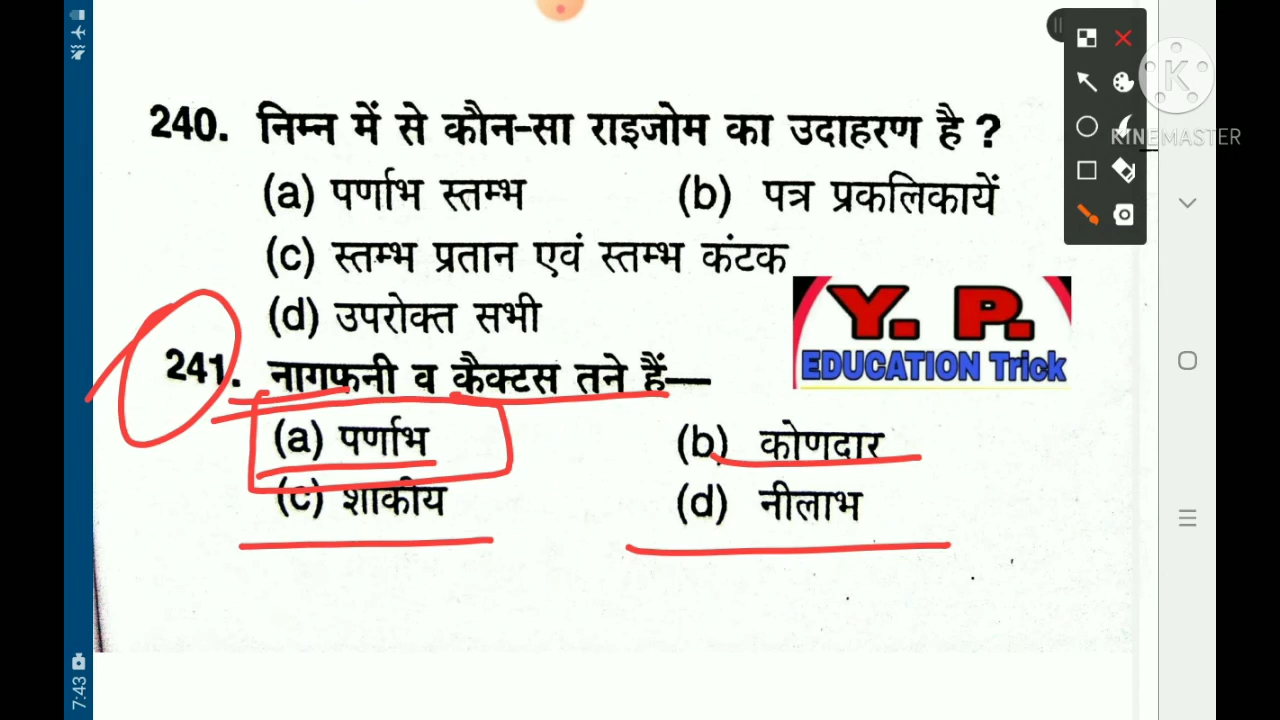 KINEMASTER
240. निम्न में से कौन-सा राइजोम का उदाहरण है ?
(a) पर्णाभ स्तम्भ (b) पत्र प्रकलिकायें
(c) स्तम्भ प्रतान एवं स्तम्भ कंटक
(d) उपरोक्त सभी
Y. P.
EDUCATION Trick
241. नागफनी व कैक्टस तने हैं—
(a) पर्णाभ (b) कोणदार
(c) शाकीय (d) नीलाभ
7:43